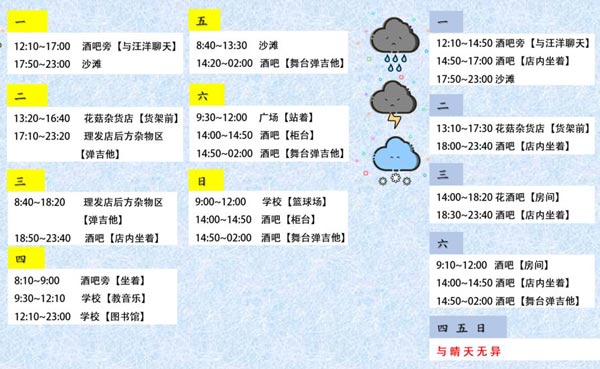 一
12:10~17:00 酒吧旁【与汪洋聊天】
17:50~23:00 沙滩
二
13:20~16:40 花菇杂货店【货架前】
17:10~23:20 理发店后方杂物区
【弹吉他】
三
8:40~18:20 理发店后方杂物区
【弹吉他】
18:50~23:40 酒吧【店内坐着】
四
8:10~9:00 酒吧旁【坐着】
9:30~12:10 学校【教音乐】
12:10~23:00 学校【图书馆】
五
8:40~13:30 沙滩
14:20~02:00 酒吧【舞台弹吉他】
六
9:30~12:00 广场【站着】
14:00~14:50 酒吧【柜台】
14:50~02:00 酒吧【舞台弹吉他】
日
9:00~12:00 学校【篮球场】
14:00~14:50 酒吧【柜台】
14:50~02:00 酒吧【舞台弹吉他】
一
12:10~14:50 酒吧旁【与汪洋聊天】
14:50~17:00 酒吧【店内坐着】
17:50~23:00 沙滩
二
13:10~17:30 花菇杂货店【货架前】
18:00~23:40 酒吧【店内坐着】
三
14:00~18:20 花酒吧【房间】
18:30~23:40 酒吧【店内坐着】
六
9:10~12:00 酒吧【房间】
14:00~14:50 酒吧【店内坐着】
14:50~02:00 酒吧【舞台弹吉他】
四 五 日
与晴天无异